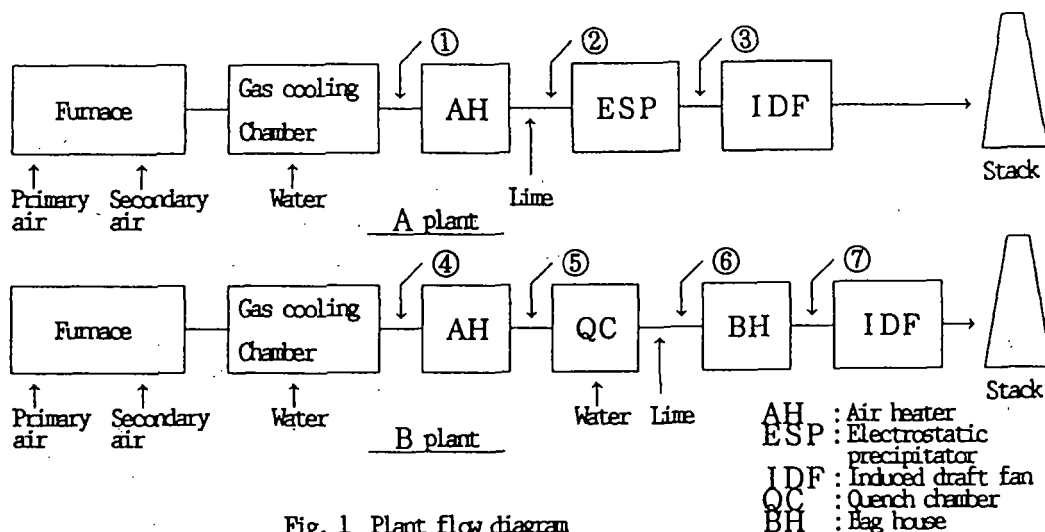 ① ② ③
Furnace
Gas cooling
Chamber
AH
ESP
IDF
Primary
air
Secondary
air
Water
Lime
Stack
A plant
④ ⑤ ⑥ ⑦
Furnace
Gas cooling
Chamber
AH
QC
BH
IDF
Primary
air
Secondary
air
Water
Water
Lime
Stack
B plant
AH : Air heater
ESP : Electrostatic
precipitator
IDF : Induced draft fan
QC : Quench chamber
BH : Bag house
Fig. 1 Plant flow diagram